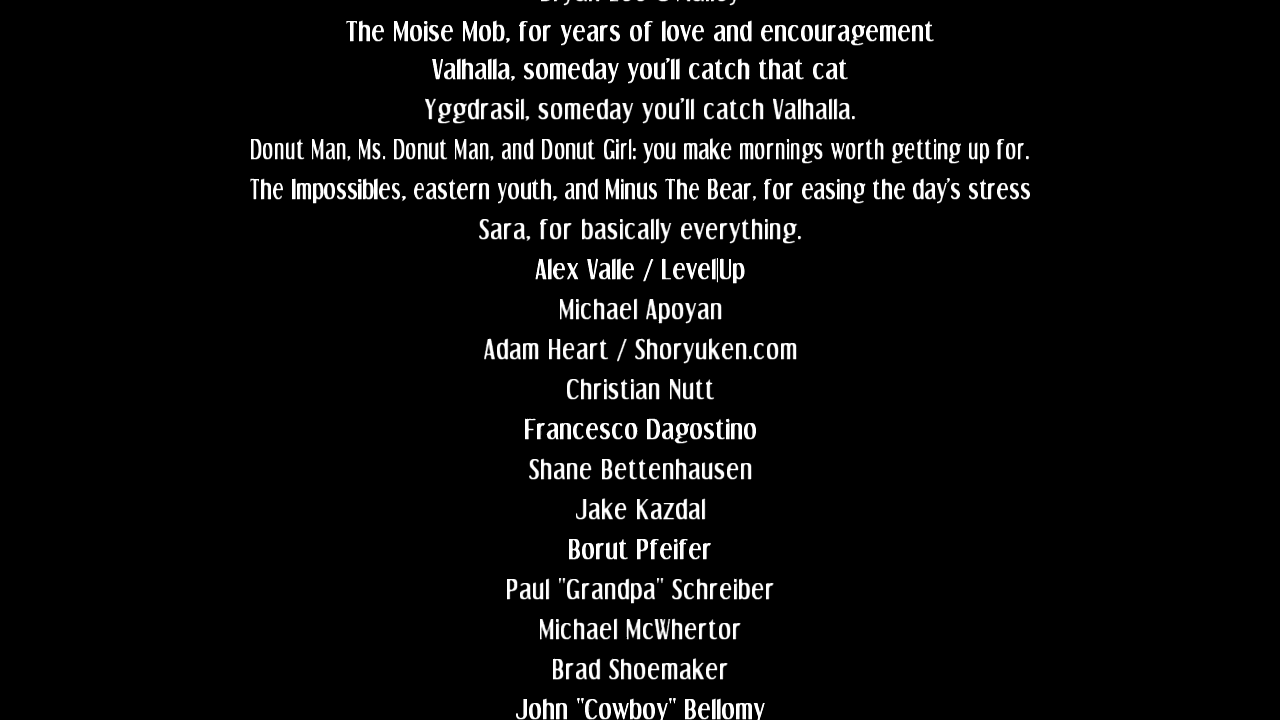 The Moise Mob, for years of love and encouragement
Valhalla, someday you'll catch that cat
Yggdrasil, someday you'll catch Valhalla.
Donut Man, Ms. Donut Man, and Donut Girl: you make mornings worth getting up for.
The Impossibles, eastern youth, and Minus The Bear, for easing the day's stress
Sara, for basically everything.
Alex Valle / Level|Up
Michael Apoyan
Adam Heart / Shoryuken.com
Christian Nutt
Francesco Dagostino
Shane Bettenhausen
Jake Kazdal
Borut Pfeifer
Paul "Grandpa" Schreiber
Michael McWhertor
Brad Shoemaker
John "Cowboy" Bellomy